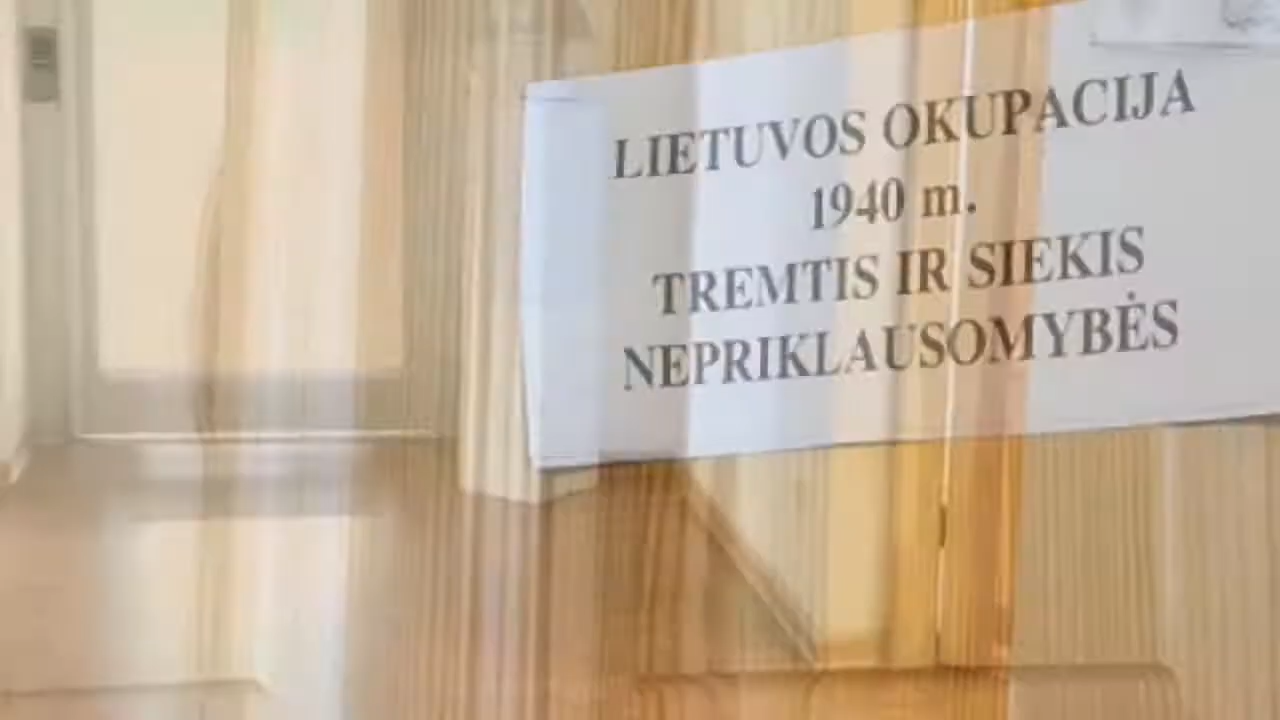 LIETUVOS OKUPACIJA
1940 m.
TREMTIS IR SIEKIS
NEPRIKLAUSOMYBĖS